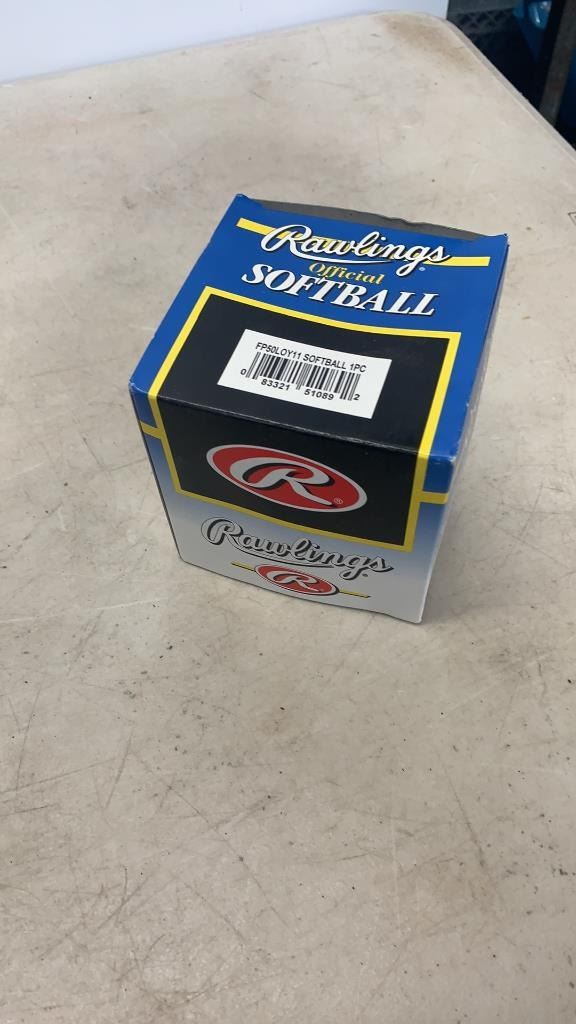 Rawlings®
Official
SOFTBALL
FP50LOY11 SOFTBALL 1PC
0 83321 51089 2
R®
Rawlings®
R